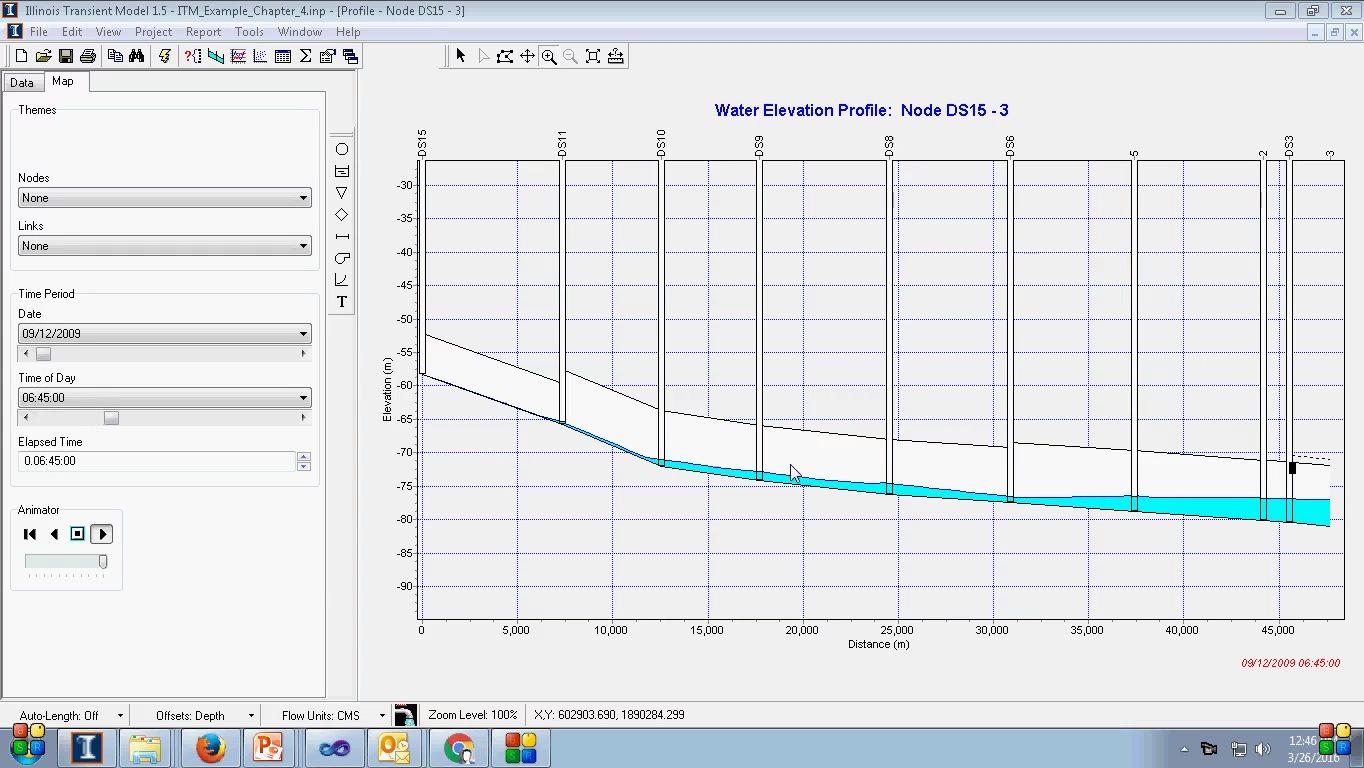 Illinois Transient Model 1.5 - ITM_Example_Chapter_4.inp - [Profile - Node DS15 - 3]
File Edit View Project Report Tools Window Help
Data Map
Themes
Nodes
None
Links
None
Time Period
Date
09/12/2009
Time of Day
06:45:00
Elapsed Time
0.06:45:00
Animator
T
Water Elevation Profile: Node DS15 - 3
DS15 DS11 DS10 DS9 DS8 DS6 5 2 DS3 3
-30
-35
-40
-45
-50
-55
-60
-65
-70
-75
-80
-85
-90
Elevation (m)
0 5,000 10,000 15,000 20,000 25,000 30,000 35,000 40,000 45,000
Distance (m)
09/12/2009 06:45:00
Auto-Length: Off Offsets: Depth Flow Units: CMS Zoom Level: 100% X,Y: 602903.690, 1890284.299
12:46
3/26/2016